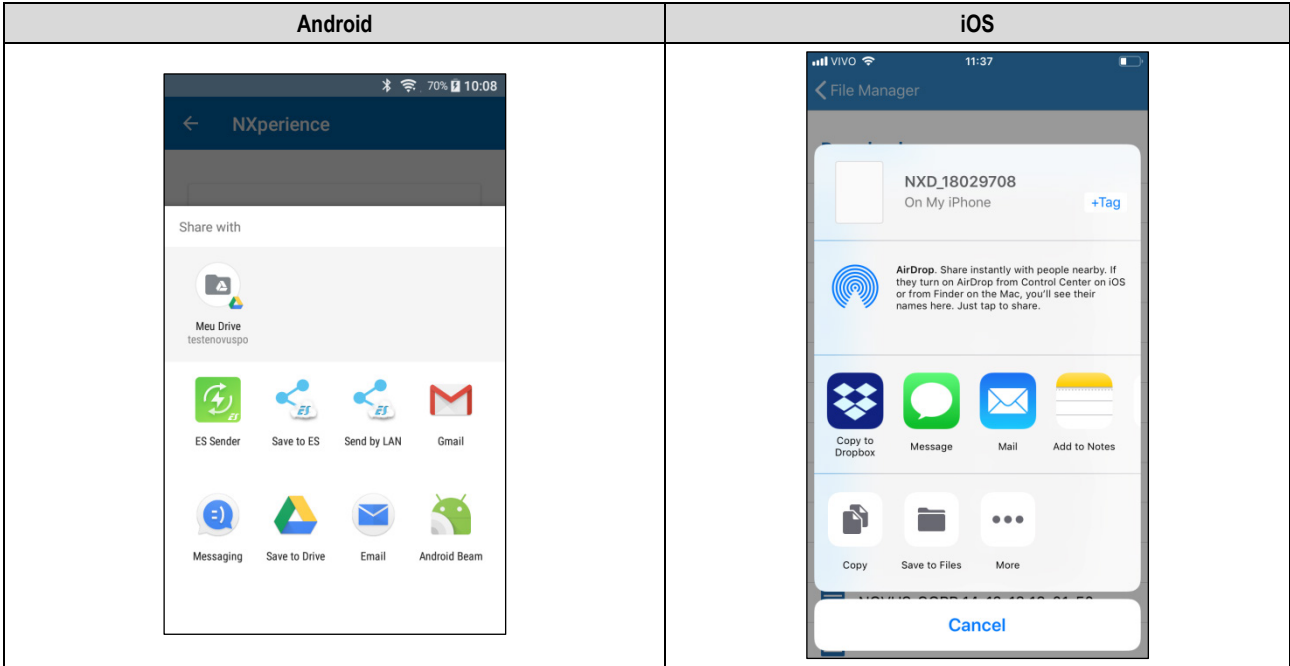 Android
iOS
70% 10:08
NXperience
Share with
Meu Drive
testenovuspo
ES Sender
Save to ES
Send by LAN
Gmail
Messaging
Save to Drive
Email
Android Beam
VIVO
11:37
File Manager
NXD_18029708
On My iPhone
+Tag
AirDrop. Share instantly with people nearby. If
they turn on AirDrop from Control Center on iOS
or from Finder on the Mac, you'll see their
names here. Just tap to share.
Copy to
Dropbox
Message
Mail
Add to Notes
Copy
Save to Files
More
Cancel